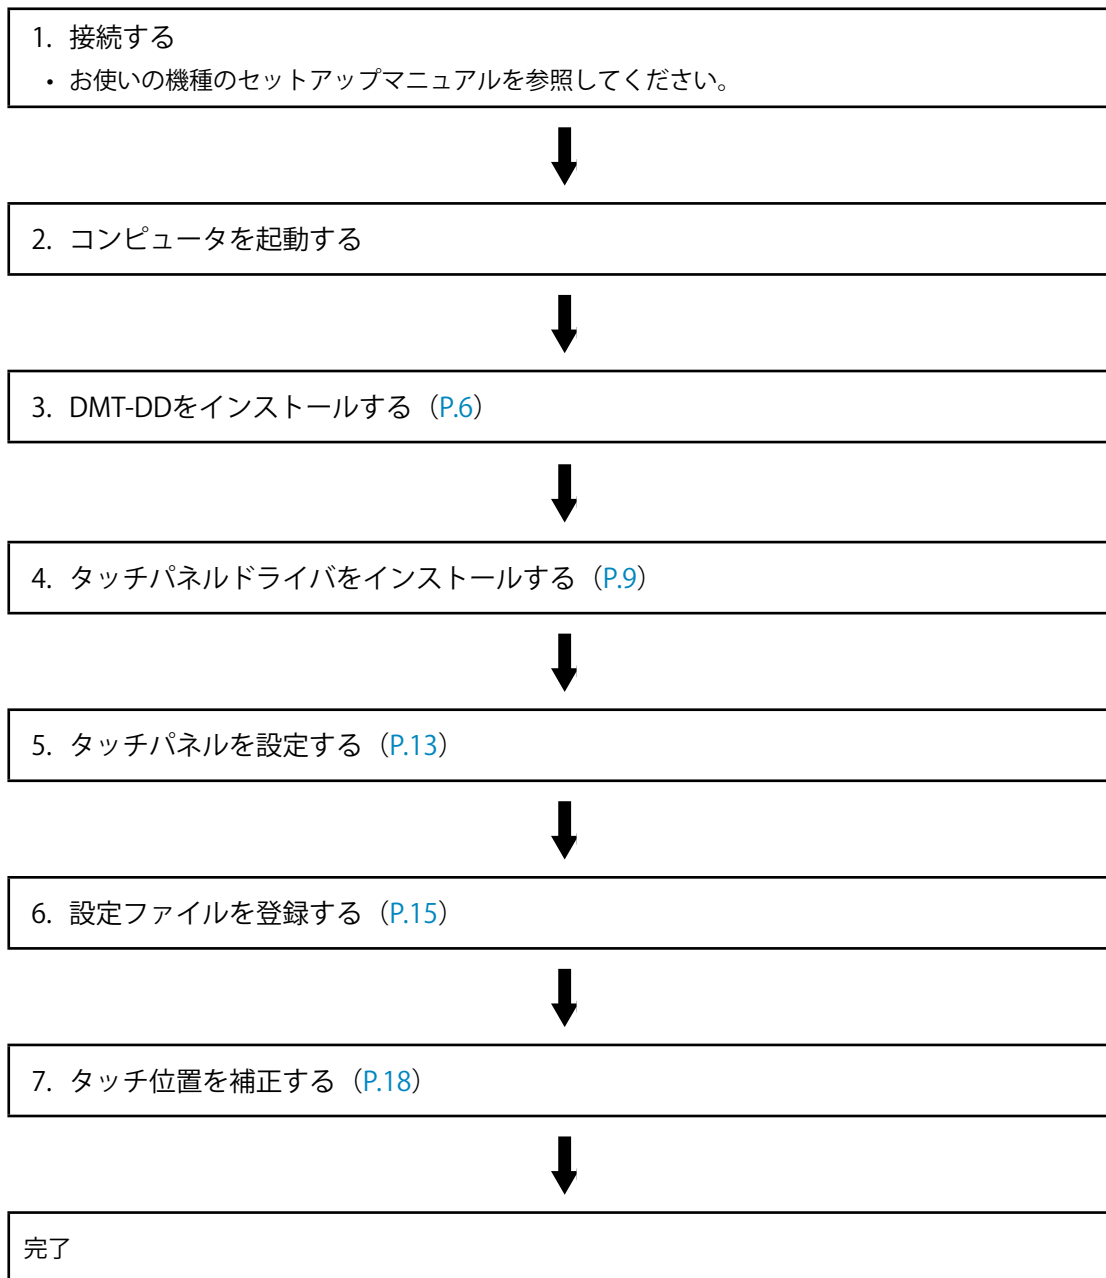 1. 接続する
• お使いの機種のセットアップマニュアルを参照してください。
2. コンピュータを起動する
3. DMT-DDをインストールする（P.6）
4. タッチパネルドライバをインストールする（P.9）
5. タッチパネルを設定する（P.13）
6. 設定ファイルを登録する（P.15）
7. タッチ位置を補正する（P.18）
完了